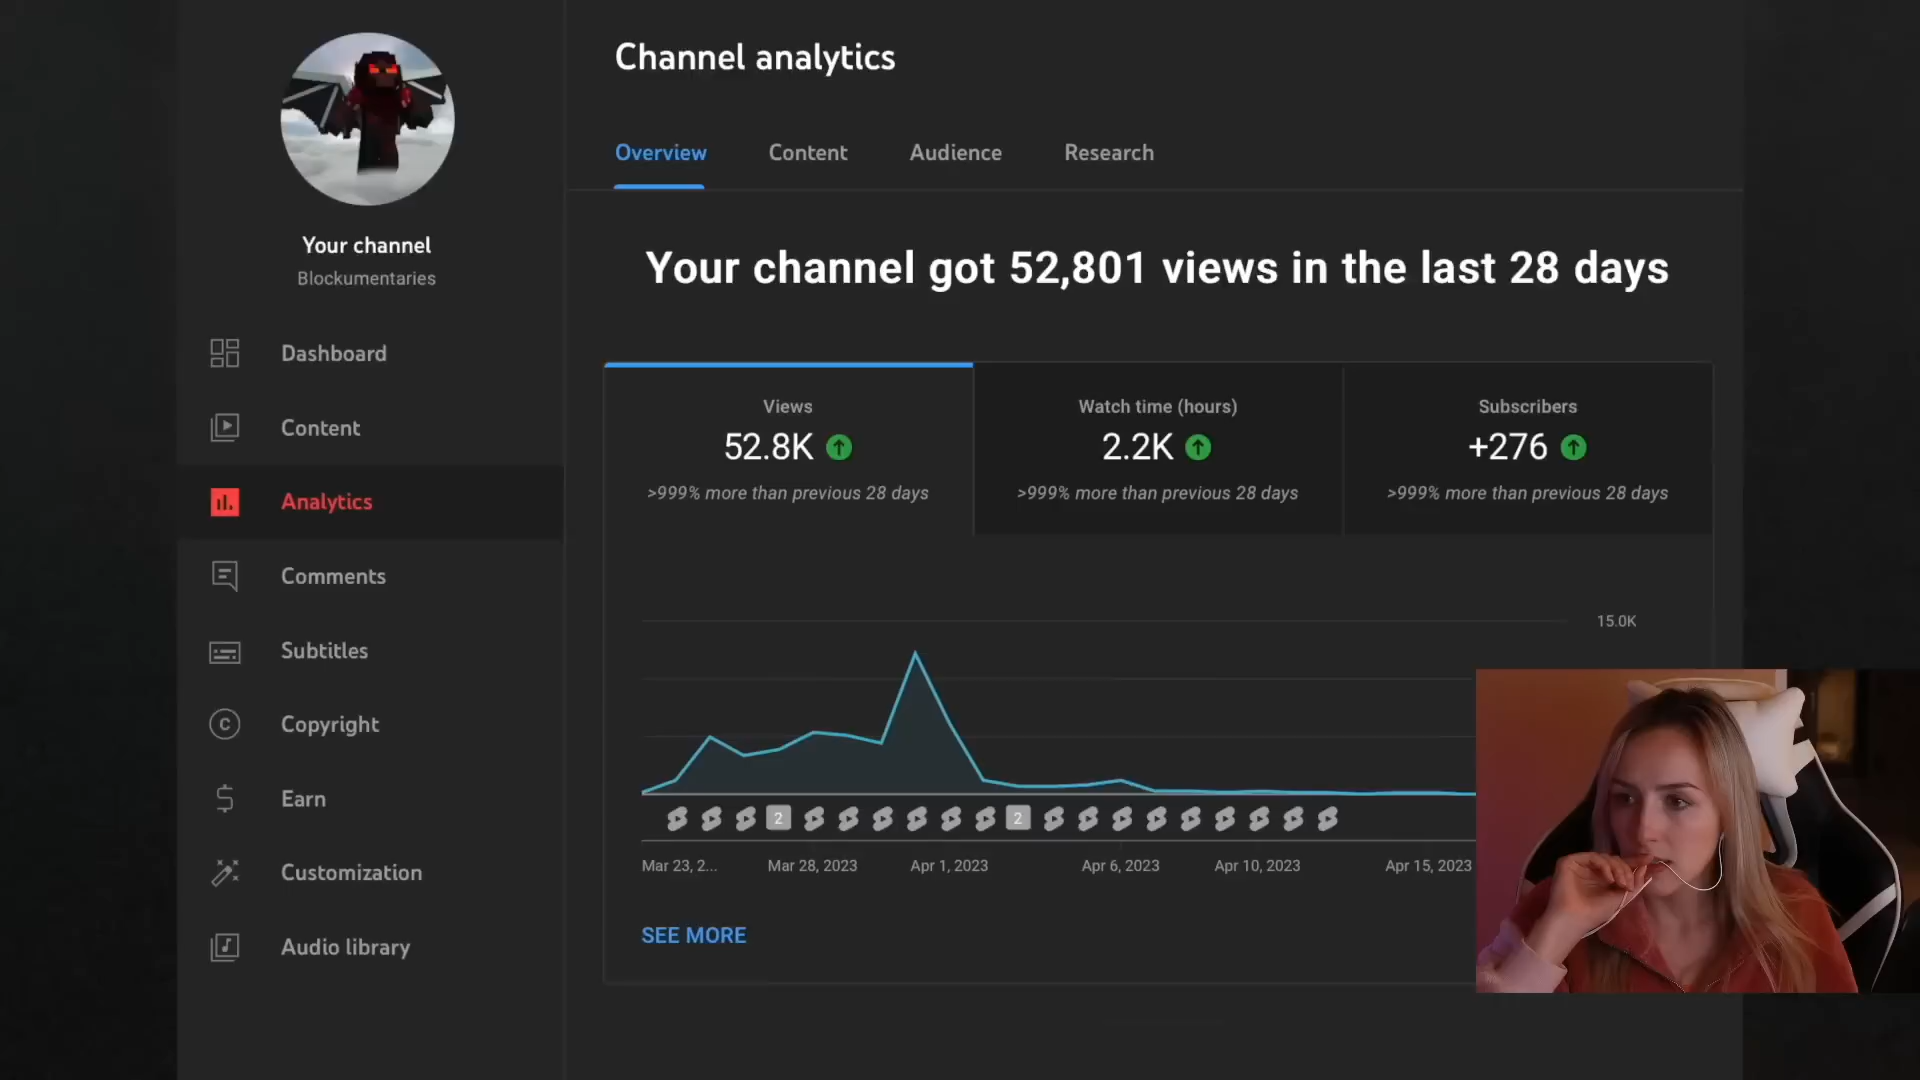 Channel analytics
Overview
Content
Audience
Research
Your channel
Blockumentaries
Dashboard
Content
Analytics
Comments
Subtitles
Copyright
Earn
Customization
Audio library
Your channel got 52,801 views in the last 28 days
Views
52.8K
>999% more than previous 28 days
Watch time (hours)
2.2K
>999% more than previous 28 days
Subscribers
+276
>999% more than previous 28 days
15.0K
2
2
Mar 23, 2...
Mar 28, 2023
Apr 1, 2023
Apr 6, 2023
Apr 10, 2023
Apr 15, 2023
SEE MORE